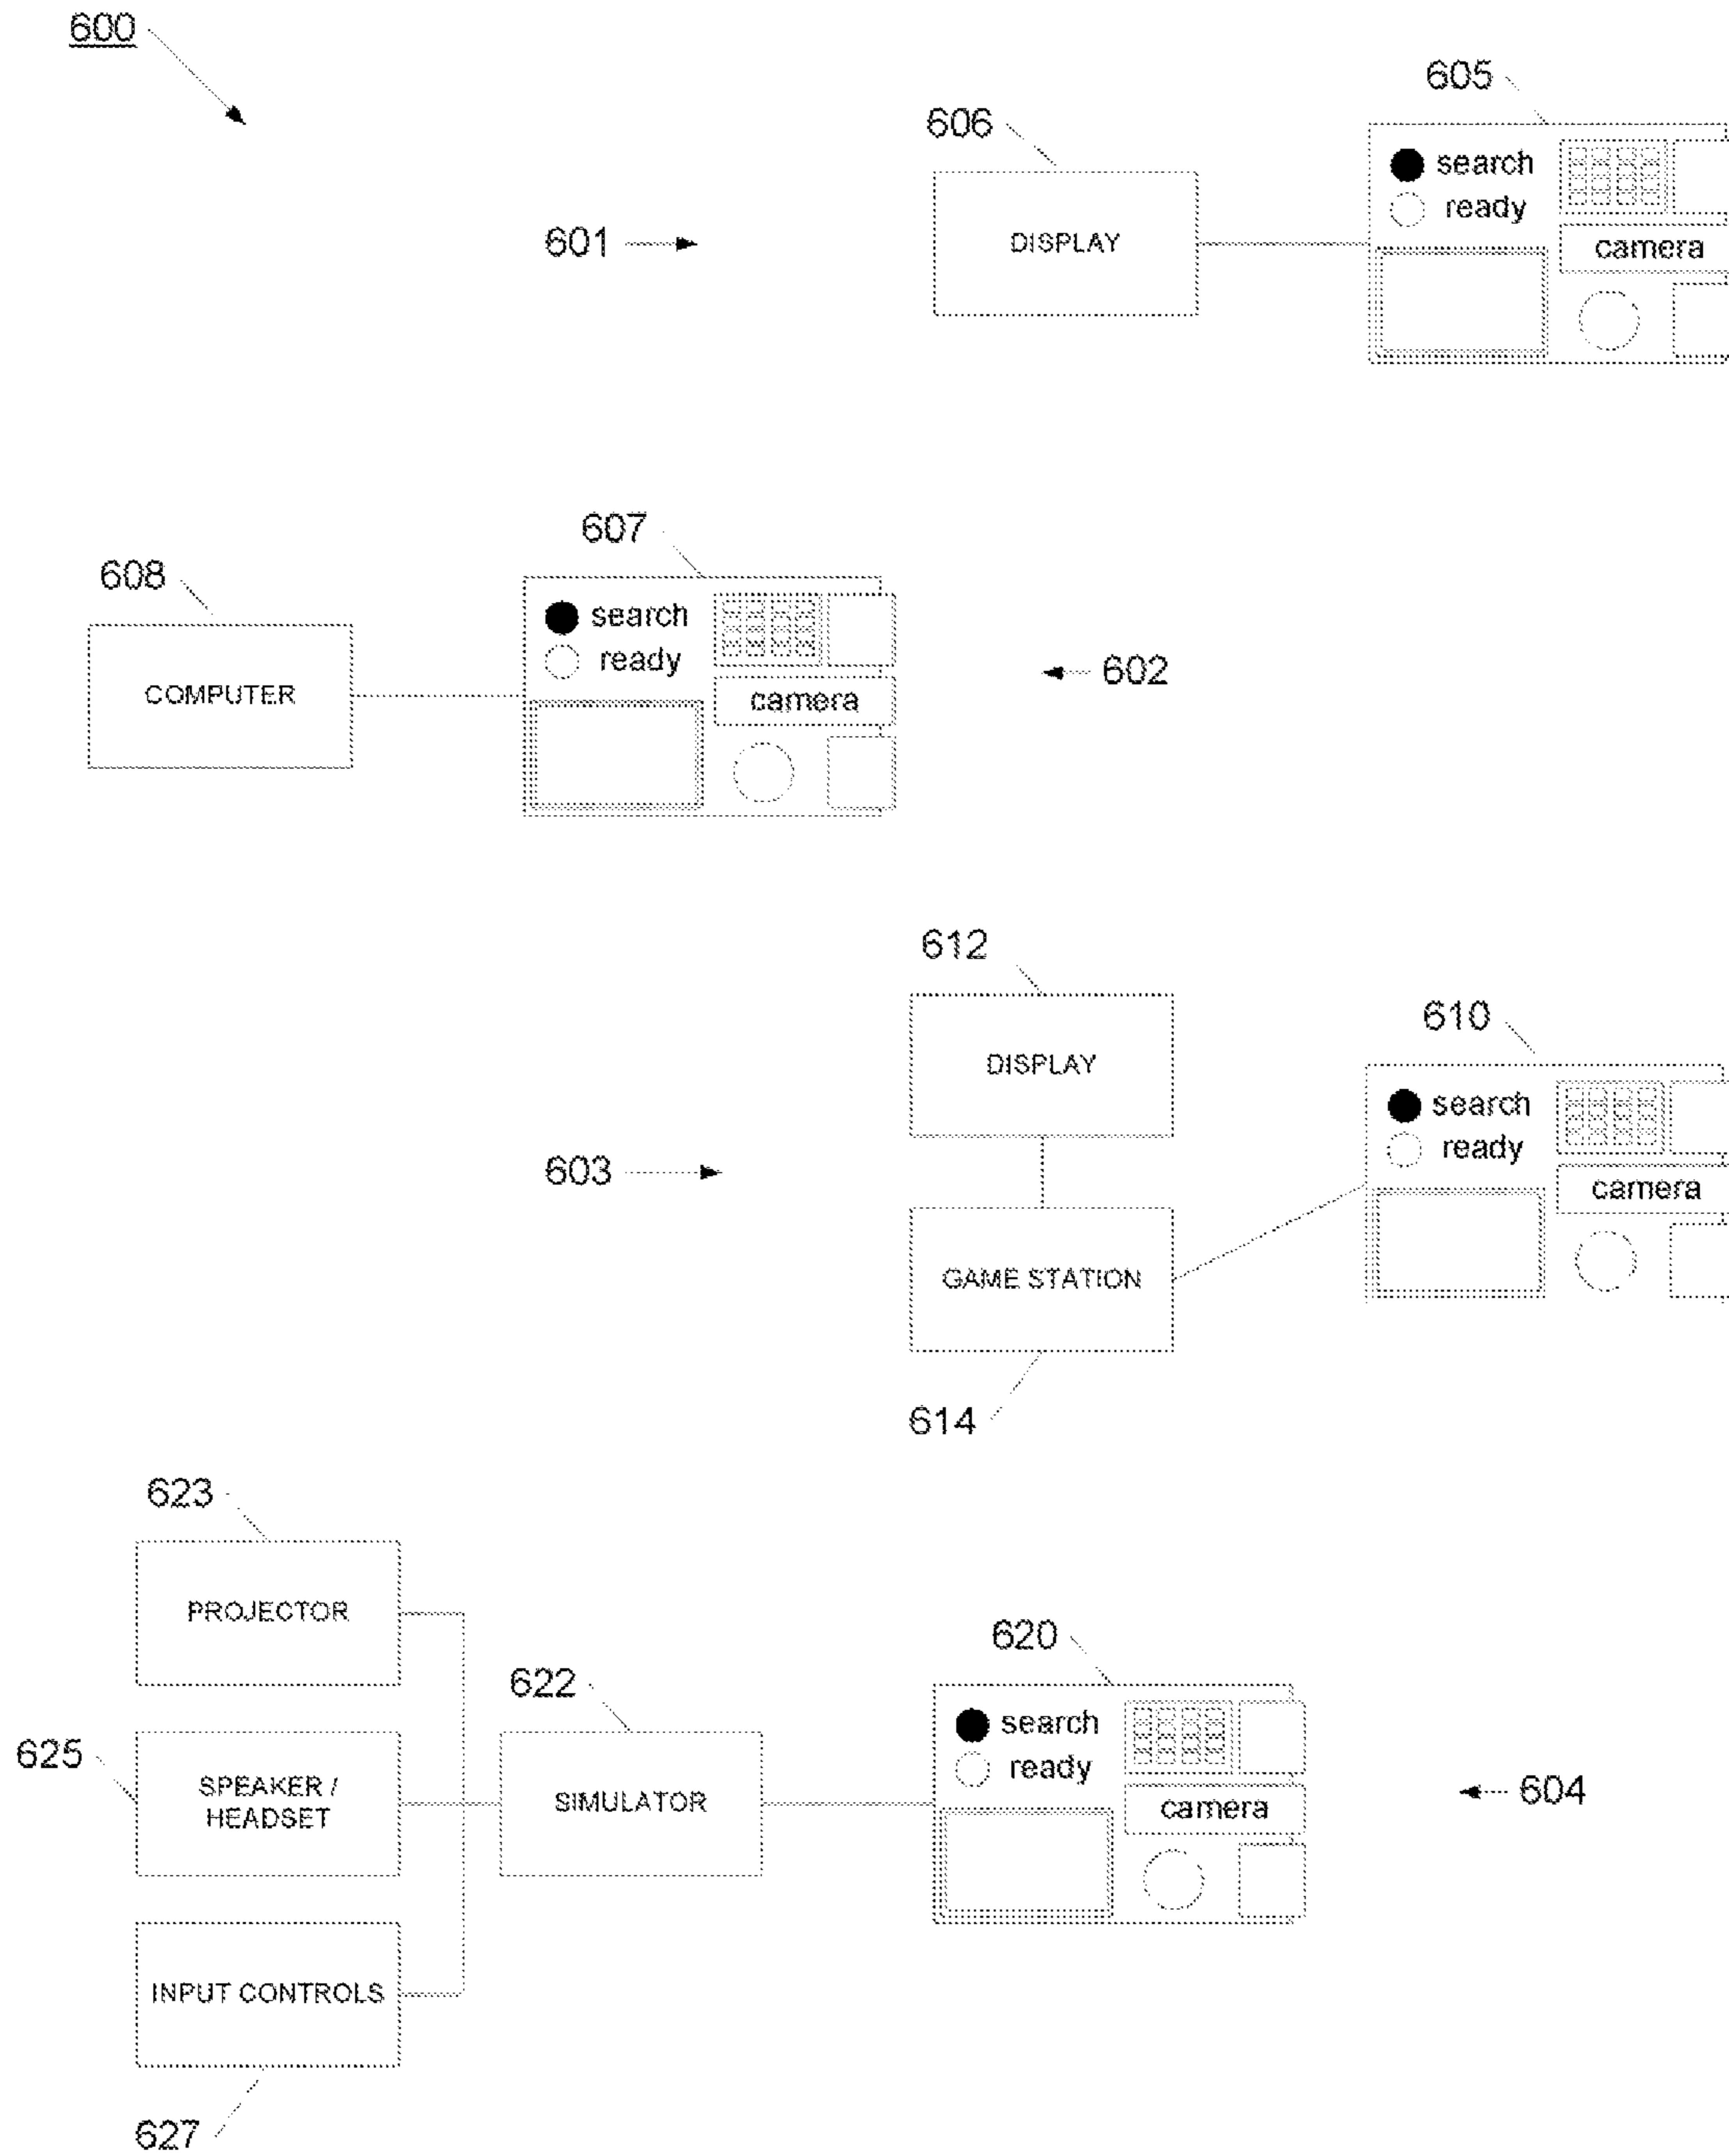 600
605
606
search
ready
601
DISPLAY
camera
607
608
search
ready
COMPUTER
camera
602
612
610
DISPLAY
search
ready
603
camera
GAME STATION
614
623
PROJECTOR
620
622
search
ready
625
SPEAKER /
HEADSET
SIMULATOR
camera
604
INPUT CONTROLS
627